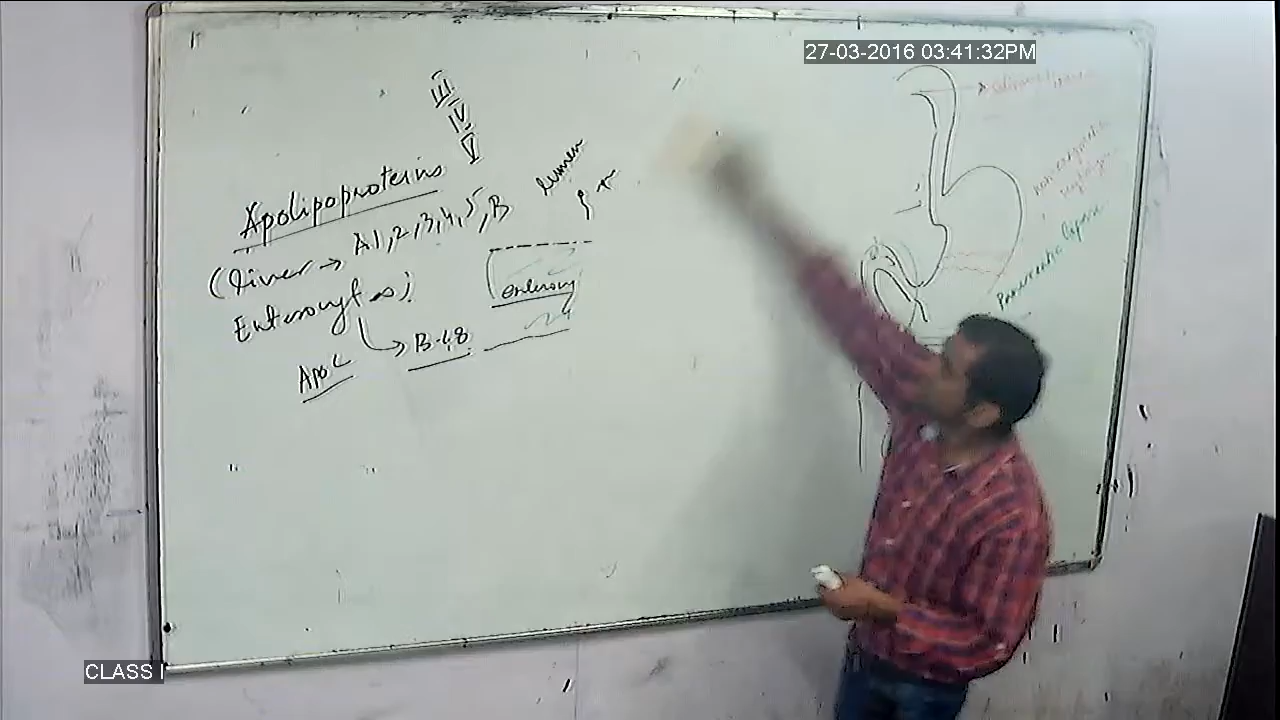 27-03-2016 03:41:32PM
III
IV,
V
Apolipoproteins
lumen
(liver → A1,2,3,4,5,B
Enterocytes)
→ B-48
Apo C
enterocy
Pancreatic lipase
CLASS I